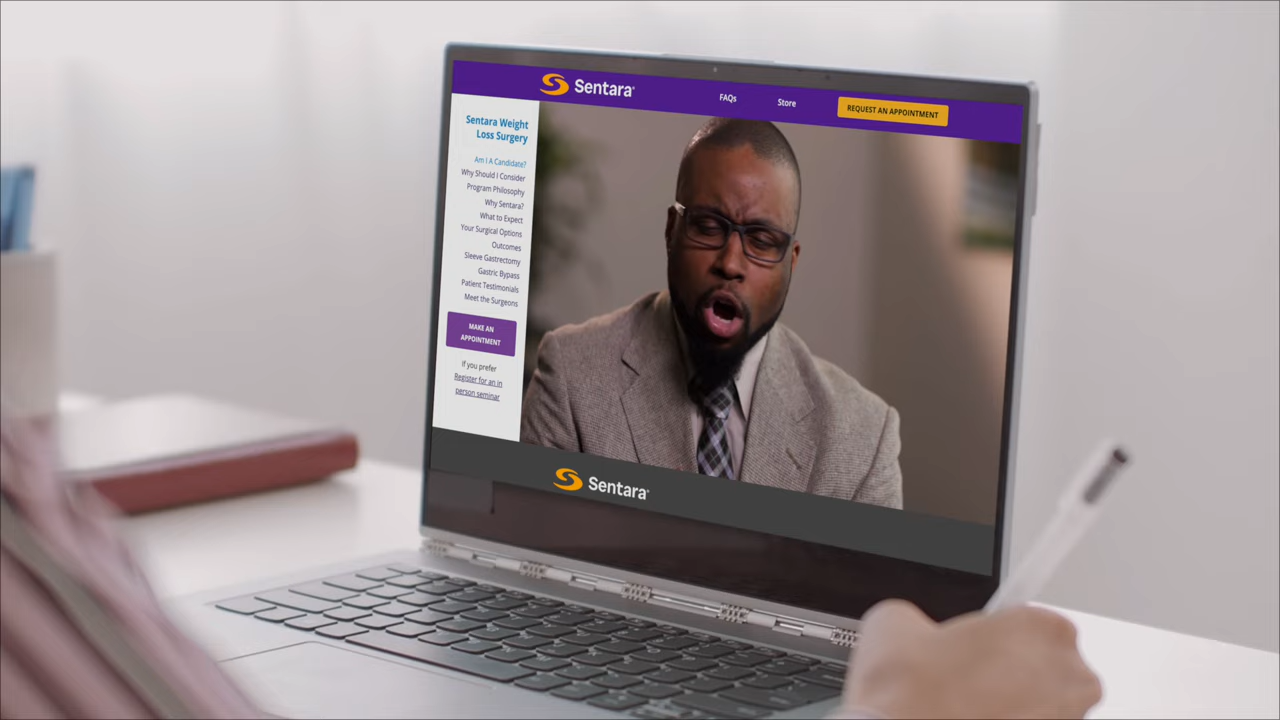 Sentara
FAQs
Store
REQUEST AN APPOINTMENT
Sentara Weight
Loss Surgery
Am I A Candidate?
Why Should I Consider
Program Philosophy
Why Sentara?
What to Expect
Your Surgical Options
Outcomes
Sleeve Gastrectomy
Gastric Bypass
Patient Testimonials
Meet the Surgeons
MAKE AN
APPOINTMENT
If you prefer
Register for an in
person seminar
Sentara